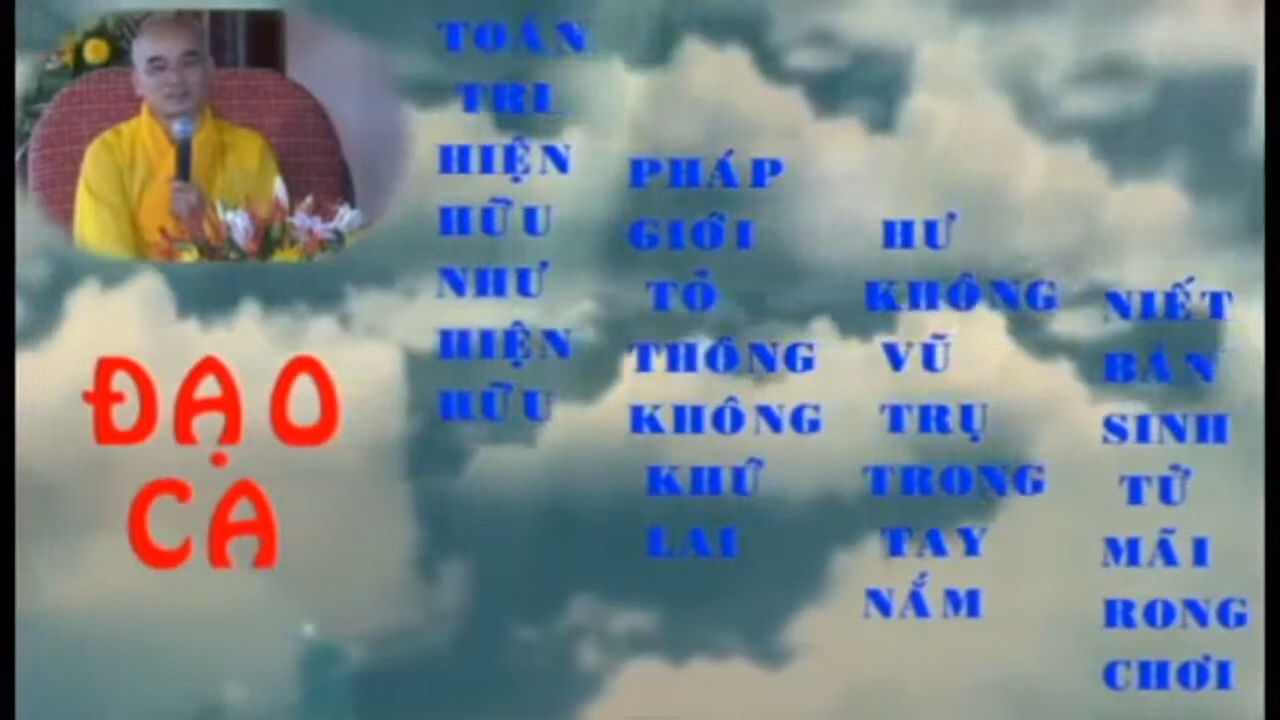 ĐẠO
CA
TOÀN
TRI
HIỆN
HỮU
NHƯ
HIỆN
HỮU
PHÁP
GIỚI
TỎ
THÔNG
KHÔNG
KHỨ
LAI
HƯ
KHÔNG
VŨ
TRỤ
TRONG
TAY
NẮM
NIẾT
BÀN
SINH
TỬ
MÃI
RONG
CHƠI